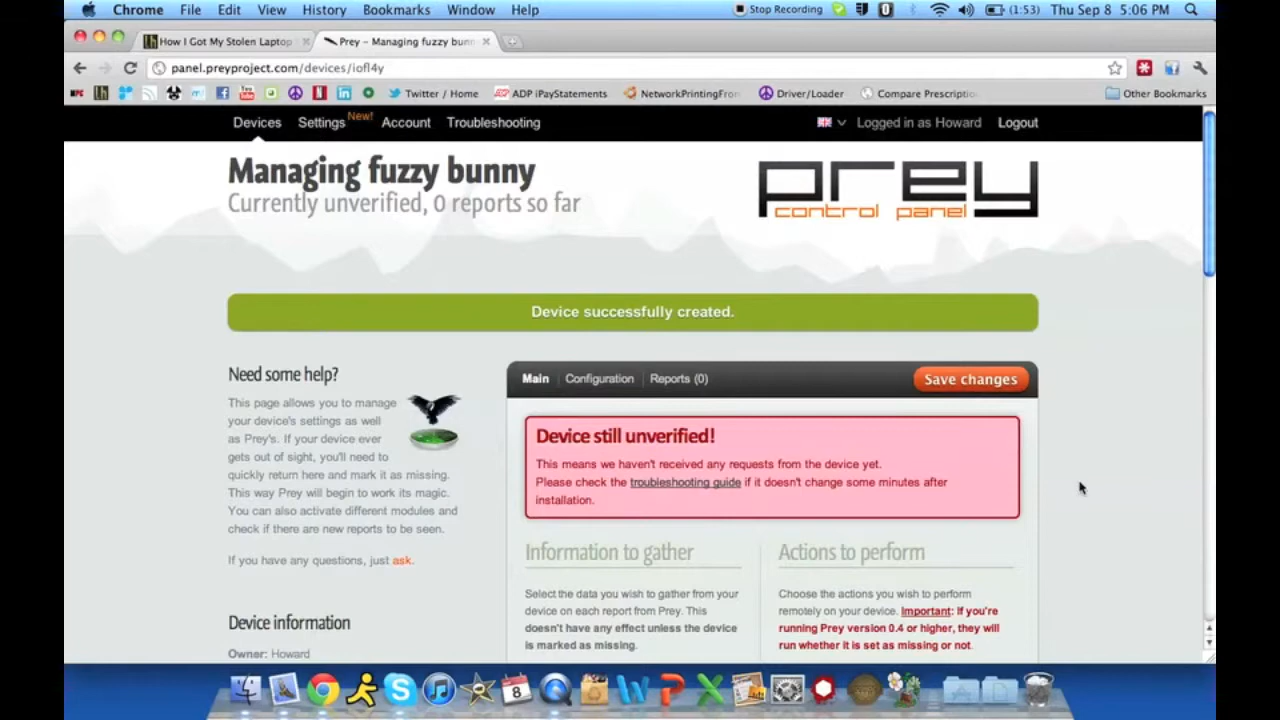 Chrome File Edit View History Bookmarks Window Help Stop Recording (1:53) Thu Sep 8 5:06 PM
How I Got My Stolen Laptop Prey – Managing fuzzy bunn
panel.preyproject.com/devices/iofl4y
Twitter / Home ADP iPayStatements NetworkPrintingFron Driver/Loader Compare Prescriptio Other Bookmarks
Devices Settings New! Account Troubleshooting Logged in as Howard Logout
Managing fuzzy bunny
Currently unverified, 0 reports so far
prey
control panel
Device successfully created.
Need some help?
This page allows you to manage
your device's settings as well
as Prey's. If your device ever
gets out of sight, you'll need to
quickly return here and mark it as missing.
This way Prey will begin to work its magic.
You can also activate different modules and
check if there are new reports to be seen.
If you have any questions, just ask.
Device information
Owner: Howard
Main Configuration Reports (0) Save changes
Device still unverified!
This means we haven't received any requests from the device yet.
Please check the troubleshooting guide if it doesn't change some minutes after
installation.
Information to gather
Select the data you wish to gather from your
device on each report from Prey. This
doesn't have any effect unless the device
is marked as missing.
Actions to perform
Choose the actions you wish to perform
remotely on your device. Important: If you're
running Prey version 0.4 or higher, they will
run whether it is set as missing or not.